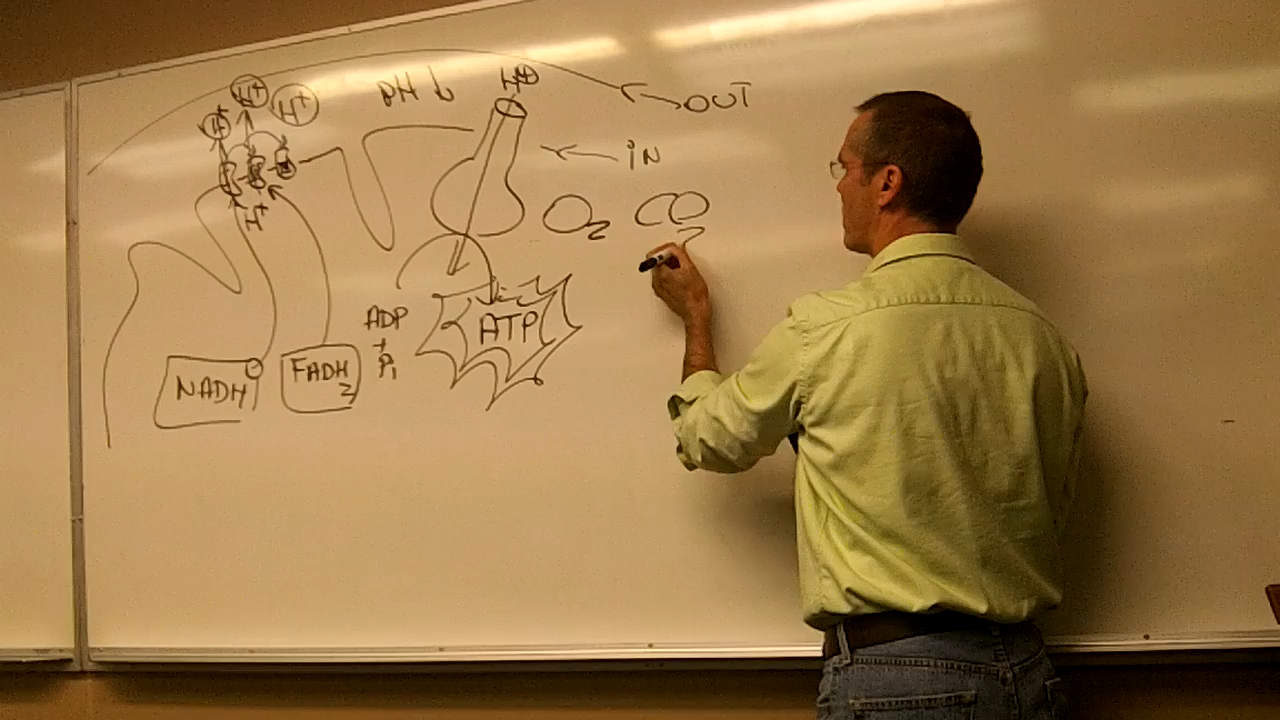 H⊕
H+
PH ↓
OUT
H+
H+
IN
H+
O2
CO2
ADP
+
Pi
ATP
NADH
FADH2